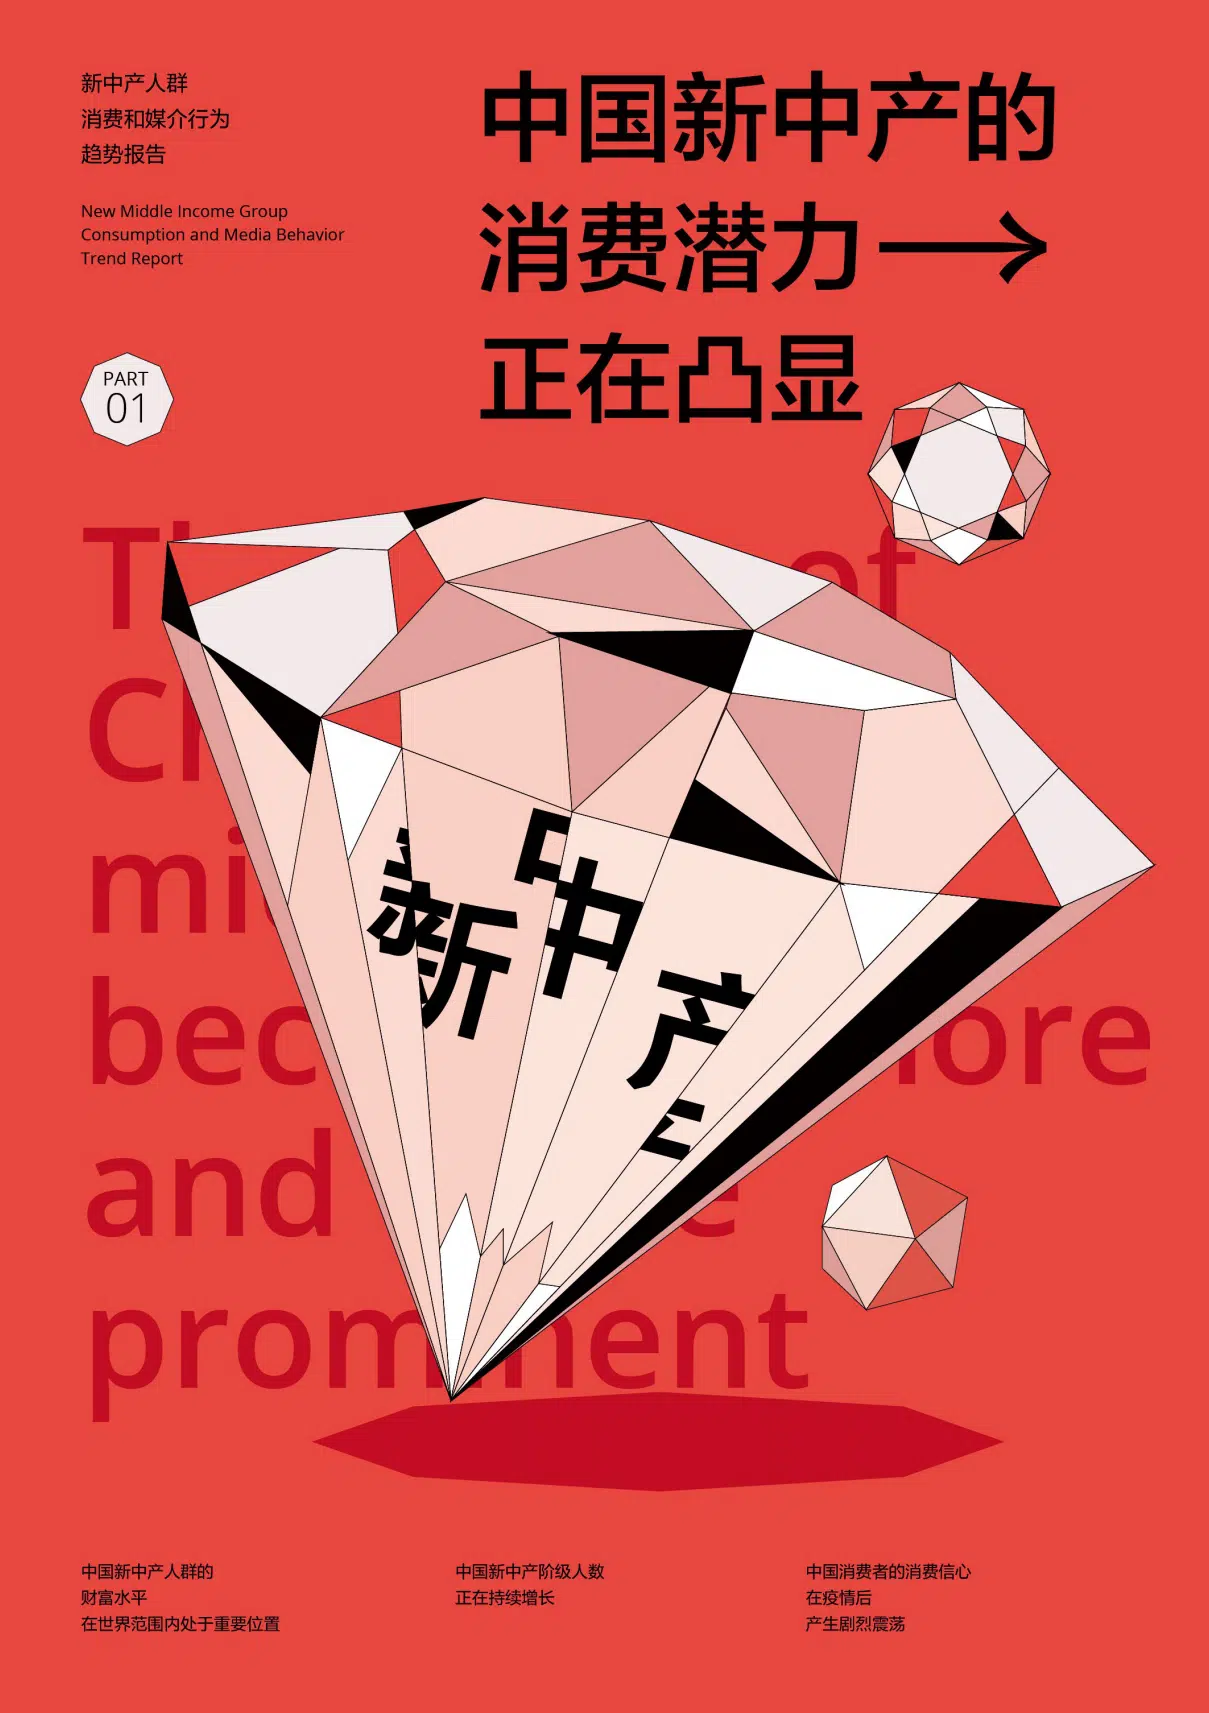 新中产人群
消费和媒介行为
趋势报告
New Middle Income Group
Consumption and Media Behavior
Trend Report
中国新中产的
消费潜力→
正在凸显
PART
01
of
新中产
and
中国新中产人群的
财富水平
在世界范围内处于重要位置
中国新中产阶级人数
正在持续增长
中国消费者的消费信心
在疫情后
产生剧烈震荡